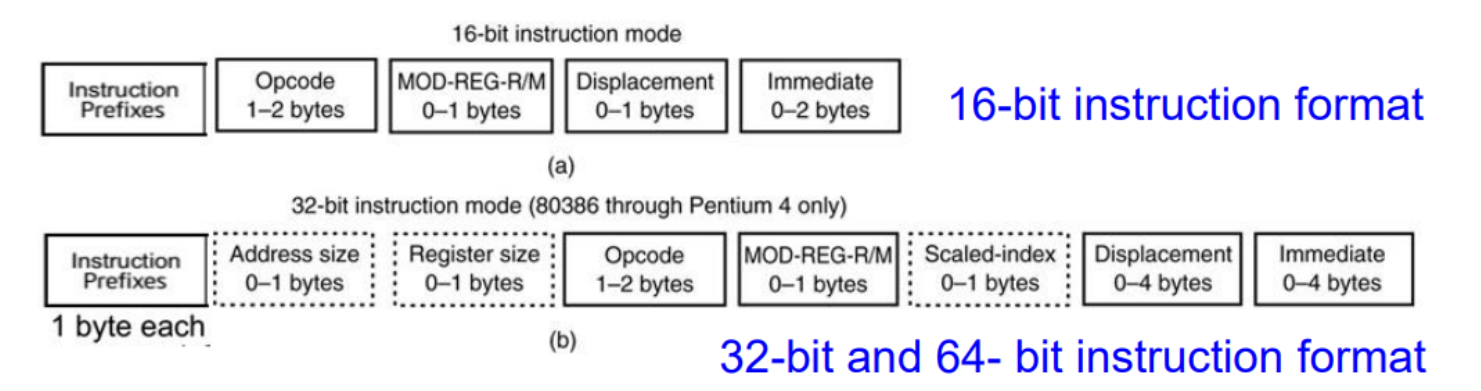 16-bit instruction mode
Instruction Prefixes
Opcode 1–2 bytes
MOD-REG-R/M 0–1 bytes
Displacement 0–1 bytes
Immediate 0–2 bytes
16-bit instruction format
(a)
32-bit instruction mode (80386 through Pentium 4 only)
Instruction Prefixes
Address size 0–1 bytes
Register size 0–1 bytes
Opcode 1–2 bytes
MOD-REG-R/M 0–1 bytes
Scaled-index 0–1 bytes
Displacement 0–4 bytes
Immediate 0–4 bytes
1 byte each
(b)
32-bit and 64- bit instruction format